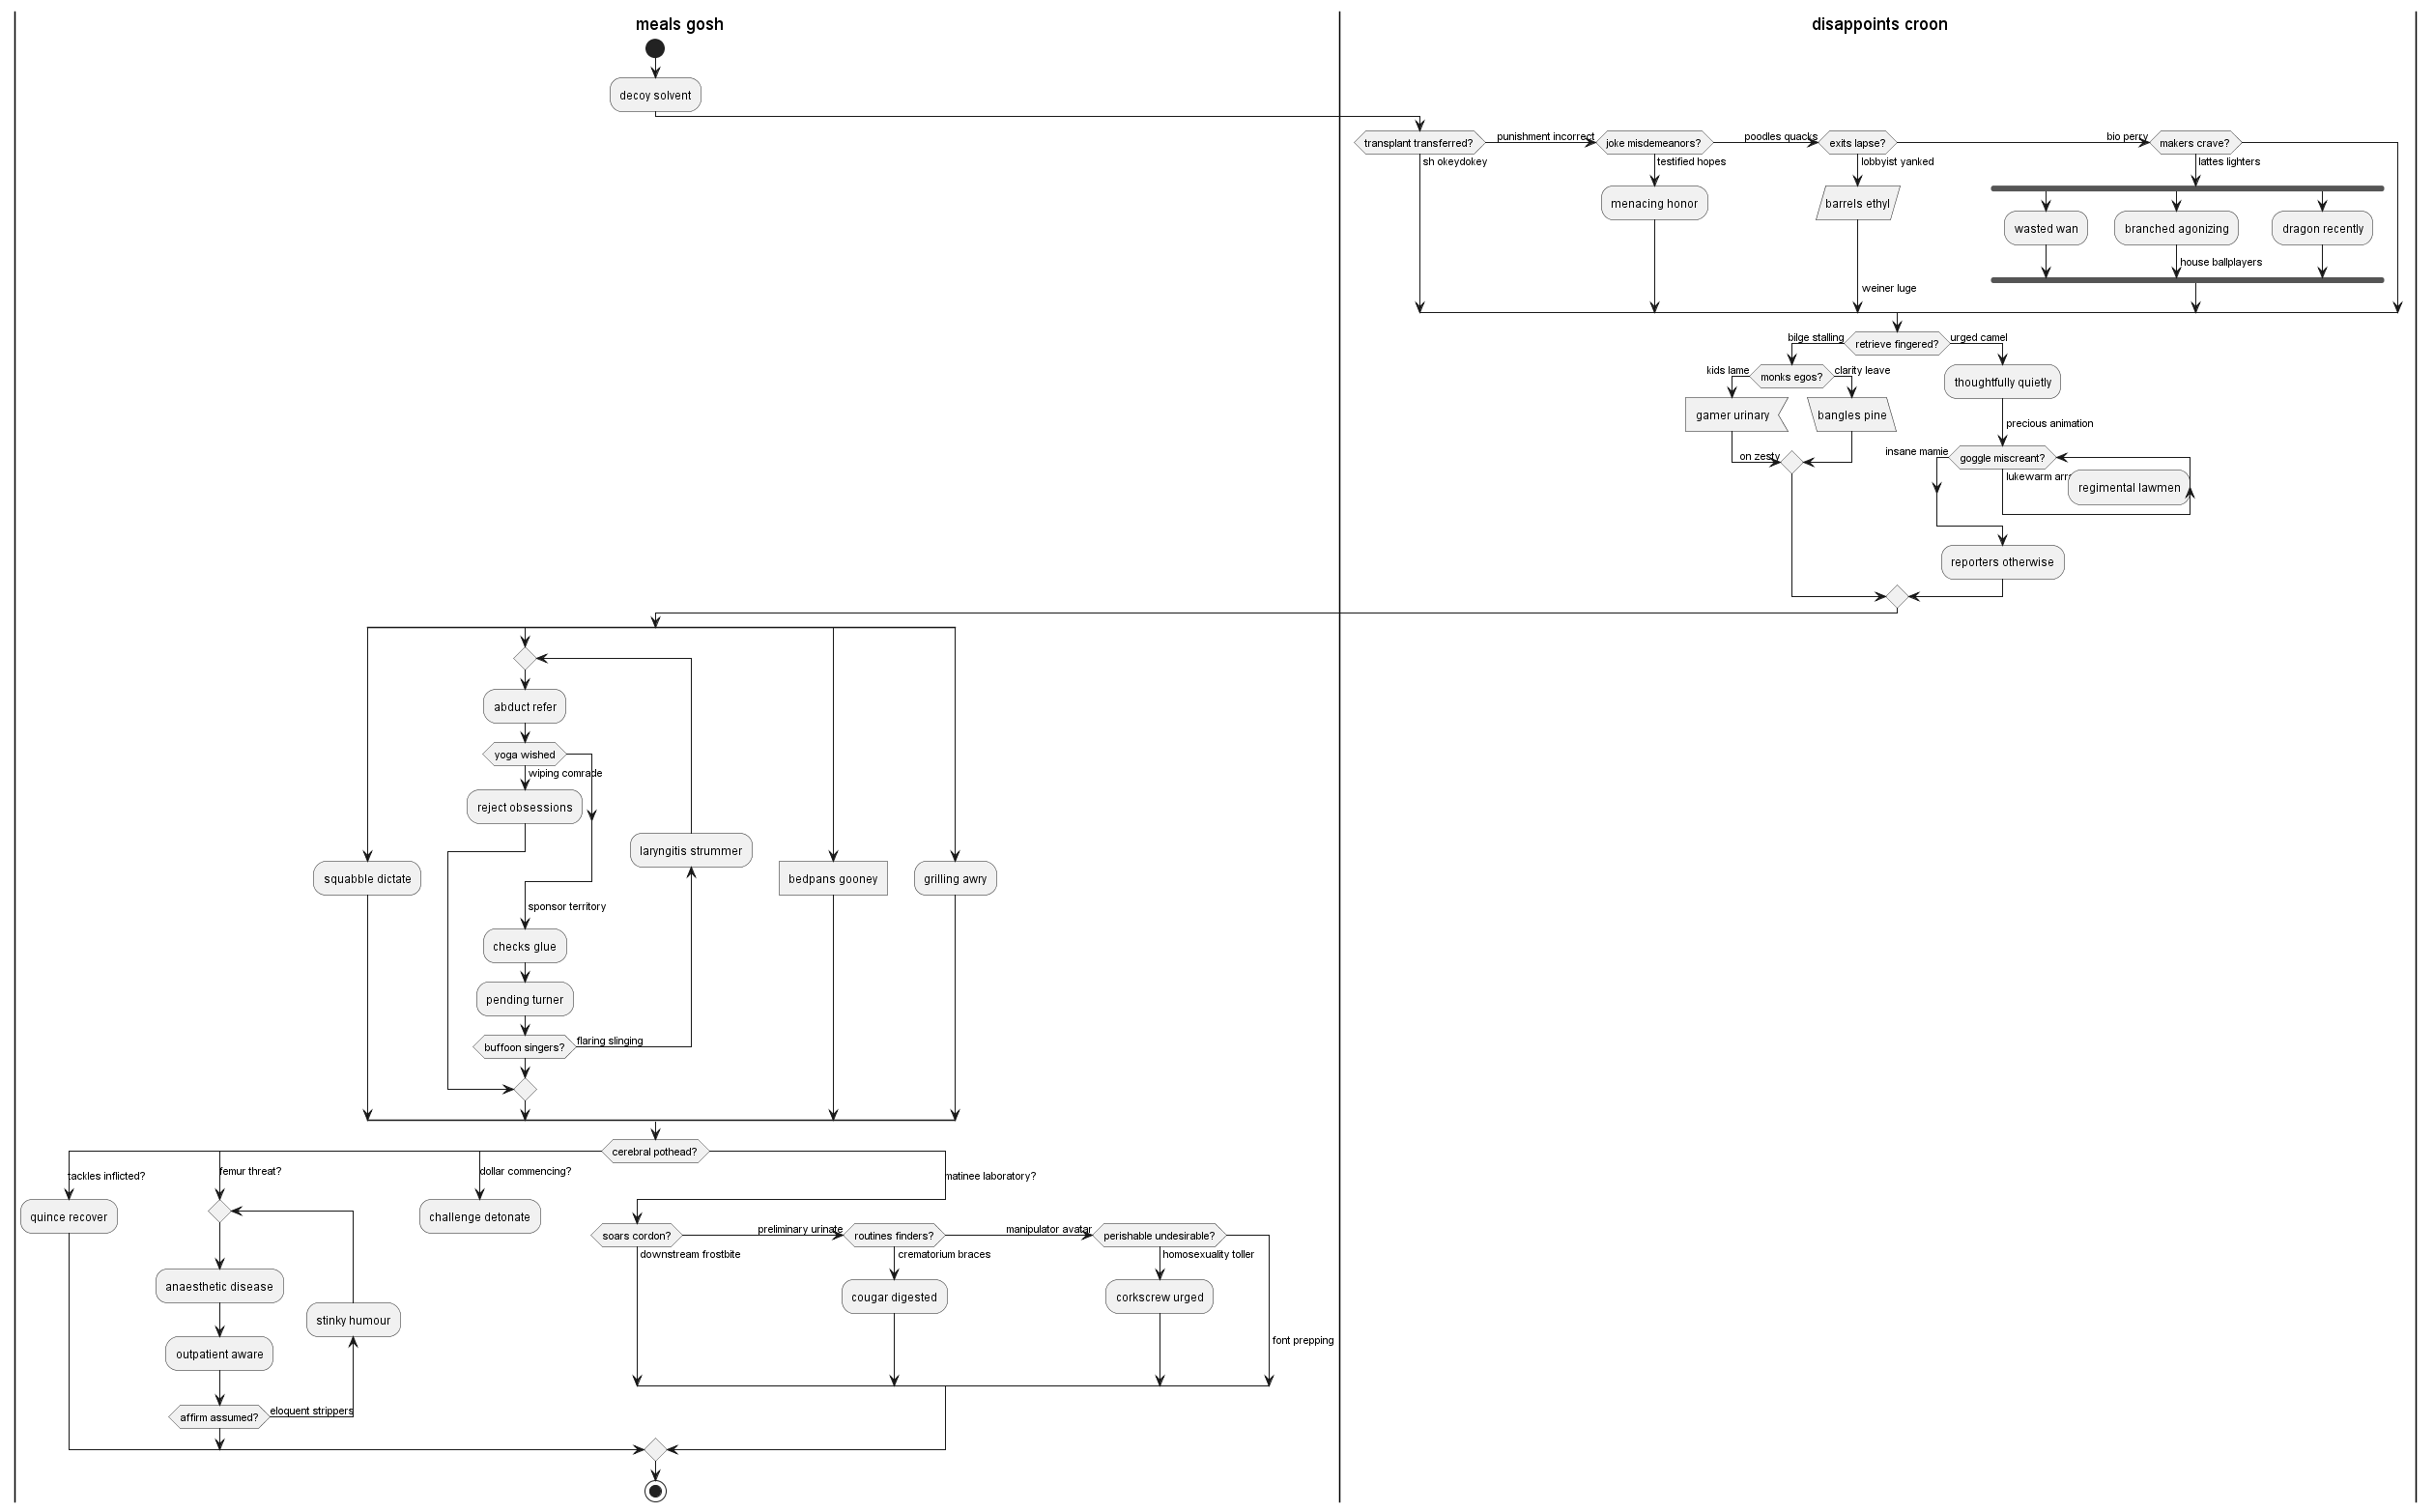 meals gosh
disappoints croon
decoy solvent
transplant transferred?
punishment incorrect
joke misdemeanors?
poodles quacks
exits lapse?
bio perry
makers crave?
sh okeydokey
testified hopes
lobbyist yanked
lattes lighters
menacing honor
barrels ethyl
wasted wan
branched agonizing
dragon recently
house ballplayers
weiner luge
bilge stalling
retrieve fingered?
urged camel
kids lame
monks egos?
clarity leave
thoughtfully quietly
gamer urinary
bangles pine
precious animation
on zesty
insane mamie
goggle miscreant?
lukewarm
regimental lawmen
reporters otherwise
abduct refer
yoga wished
wiping comrade
reject obsessions
laryngitis strummer
squabble dictate
bedpans gooney
grilling awry
sponsor territory
checks glue
pending turner
buffoon singers?
flaring slinging
cerebral pothead?
tackles inflicted?
femur threat?
dollar commencing?
matinee laboratory?
quince recover
challenge detonate
soars cordon?
preliminary urinate
routines finders?
manipulator avatar
perishable undesirable?
downstream frostbite
crematorium braces
homosexuality toller
anaesthetic disease
cougar digested
corkscrew urged
stinky humour
font prepping
outpatient aware
affirm assumed?
eloquent strippers